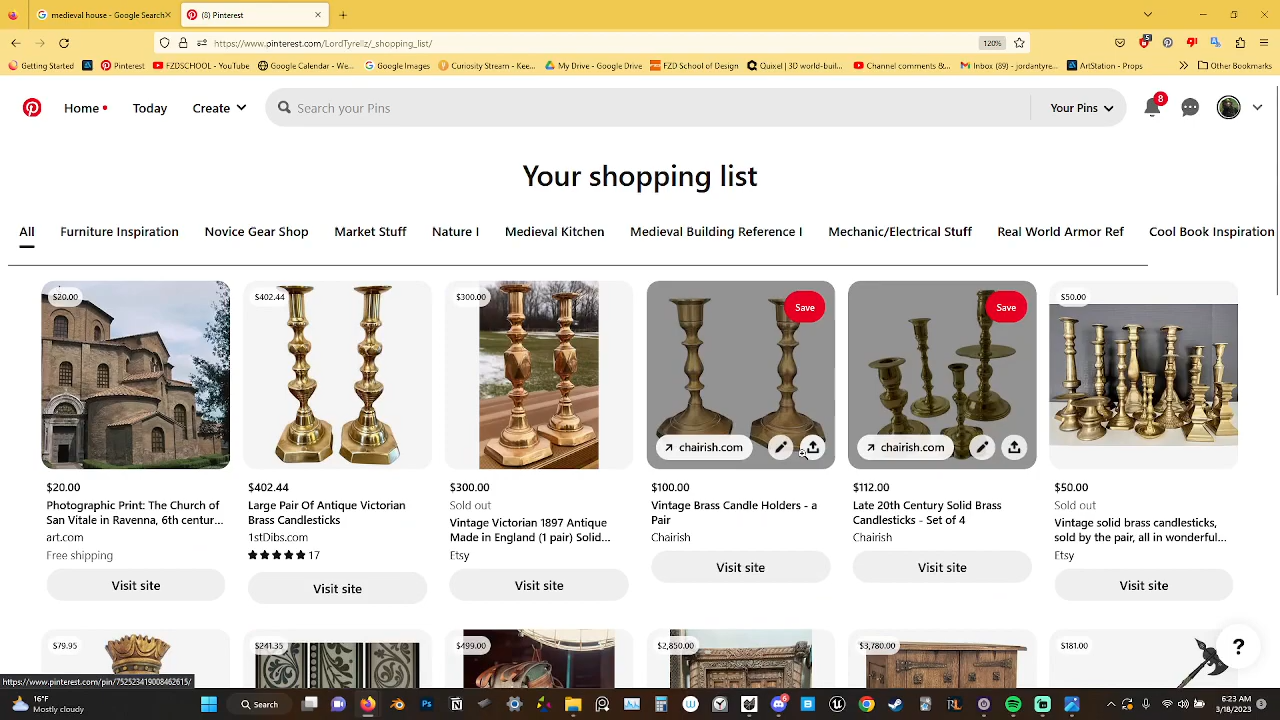 medieval house - Google Search
(8) Pinterest
https://www.pinterest.com/LordTyrellz/_shopping_list/
120%
Getting Started
Pinterest
FZDSCHOOL - YouTube
Google Calendar - We...
Google Images
Curiosity Stream - Kee...
My Drive - Google Drive
FZD School of Design
Quixel | 3D world-buil...
Channel comments &...
Inbox (89) - jordantyre...
ArtStation - Props
Other Bookmarks
Home
Today
Create
Search your Pins
Your Pins
8
Your shopping list
All
Furniture Inspiration
Novice Gear Shop
Market Stuff
Nature I
Medieval Kitchen
Medieval Building Reference I
Mechanic/Electrical Stuff
Real World Armor Ref
Cool Book Inspiration
$20.00
$402.44
$300.00
Save
Save
$50.00
chairish.com
chairish.com
$20.00
Photographic Print: The Church of
San Vitale in Ravenna, 6th centur...
art.com
Free shipping
Visit site
$402.44
Large Pair Of Antique Victorian
Brass Candlesticks
1stDibs.com
17
Visit site
$300.00
Sold out
Vintage Victorian 1897 Antique
Made in England (1 pair) Solid...
Etsy
Visit site
$100.00
Vintage Brass Candle Holders - a
Pair
Chairish
Visit site
$112.00
Late 20th Century Solid Brass
Candlesticks - Set of 4
Chairish
Visit site
$50.00
Sold out
Vintage solid brass candlesticks,
sold by the pair, all in wonderful...
Etsy
Visit site
$79.95
$241.35
$499.00
$2,850.00
$3,780.00
$181.00
?
https://www.pinterest.com/pin/752523419008462615/
16°F
Mostly cloudy
Search
6:23 AM
3/18/2023